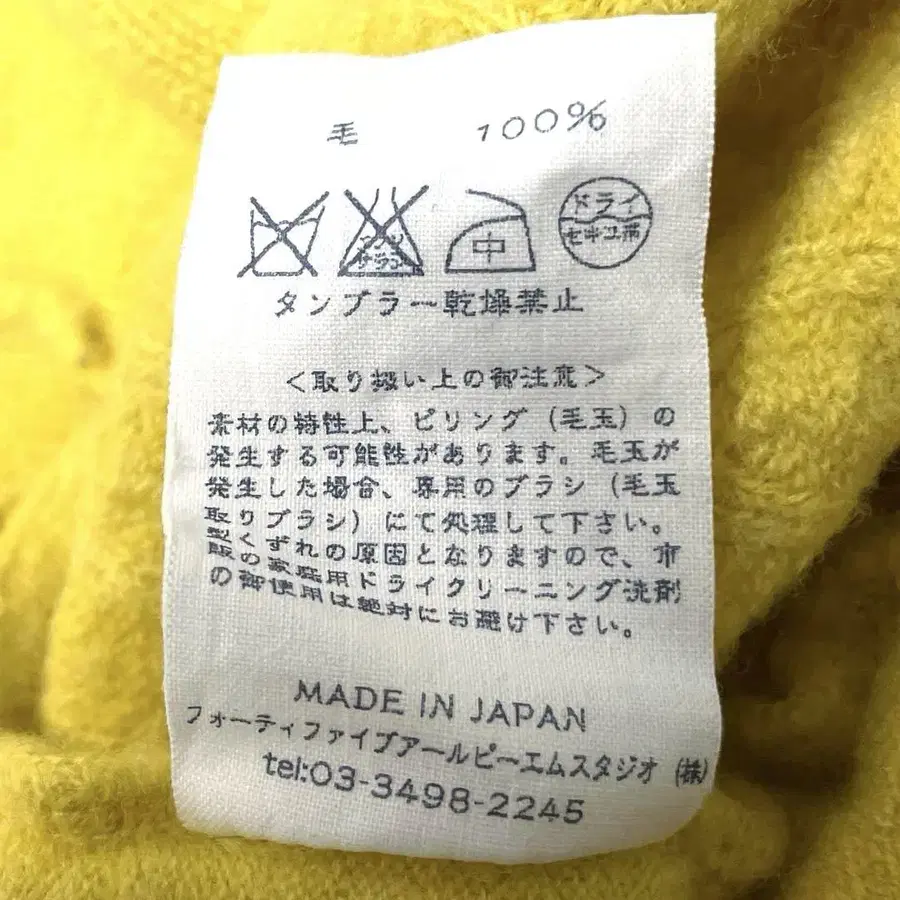 毛 100%
エンソ
サラシ
中
ドライ
セキユ系
タンブラー乾燥禁止
＜取り扱い上の御注意＞
素材の特性上、ピリング（毛玉）の
発生する可能性があります。毛玉が
発生した場合、専用のブラシ（毛玉
取りブラシ）にて処理して下さい。
型くずれの原因となりますので、市
販の家庭用ドライクリーニング洗剤
の御使用は絶対にお避け下さい。
MADE IN JAPAN
フォーティファイブアールピーエムスタジオ（株）
tel:03-3498-2245